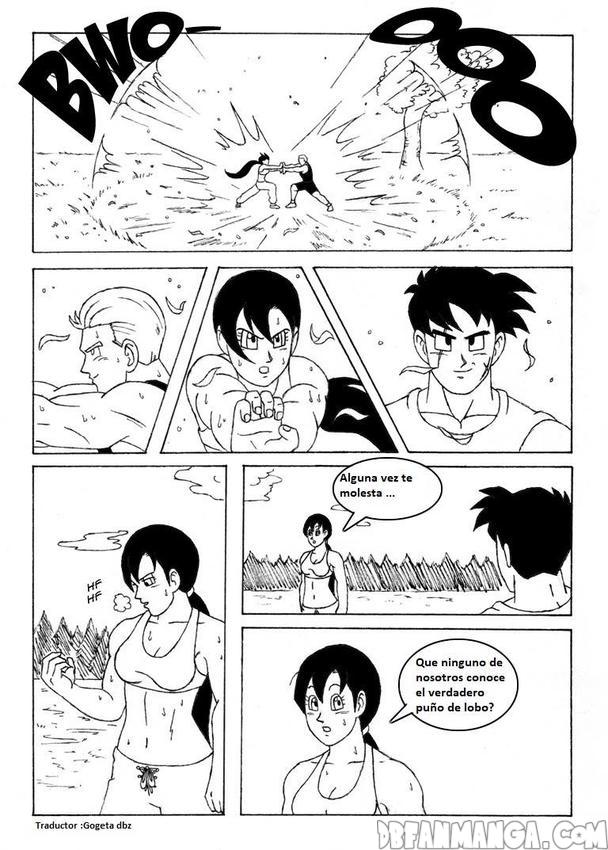 BWO-
OOO
HF
HF
Alguna vez te
molesta ...
Que ninguno de
nosotros conoce
el verdadero
puño de lobo?
Traductor :Gogeta dbz
DBFANMANGA.COM